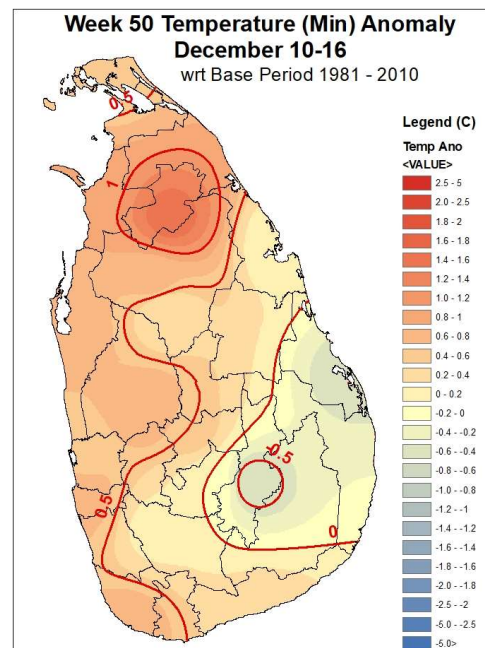 Week 50 Temperature (Min) Anomaly
December 10-16
wrt Base Period 1981 - 2010
0.5
1
-0.5
0.5
0
Legend (C)
Temp Ano
<VALUE>
2.5 - 5
2.0 - 2.5
1.8 - 2
1.6 - 1.8
1.4 - 1.6
1.2 - 1.4
1.0 - 1.2
0.8 - 1
0.6 - 0.8
0.4 - 0.6
0.2 - 0.4
0 - 0.2
-0.2 - 0
-0.4 - -0.2
-0.6 - -0.4
-0.8 - -0.6
-1.0 - -0.8
-1.2 - -1
-1.4 - -1.2
-1.6 - -1.4
-1.8 - -1.6
-2.0 - -1.8
-2.5 - -2
-5.0 - -2.5
-5.0>